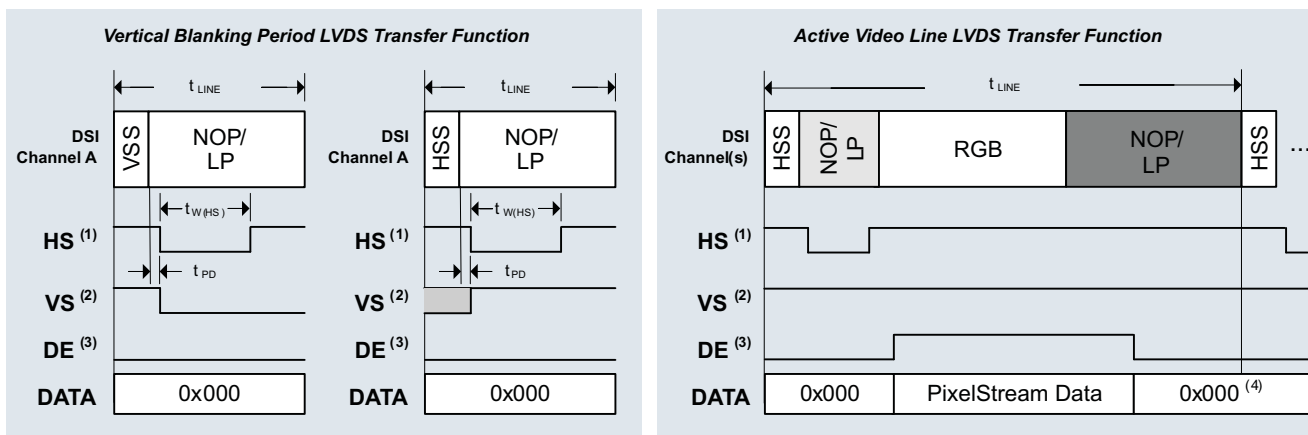 Vertical Blanking Period LVDS Transfer Function
t LINE
t LINE
DSI
Channel A
VSS
NOP/
LP
DSI
Channel A
HSS
NOP/
LP
t W(HS)
t W(HS)
HS (1)
HS (1)
t PD
t PD
VS (2)
VS (2)
DE (3)
DE (3)
DATA
0x000
DATA
0x000
Active Video Line LVDS Transfer Function
t LINE
DSI
Channel(s)
HSS
NOP/
LP
RGB
NOP/
LP
HSS
...
HS (1)
VS (2)
DE (3)
DATA
0x000
PixelStream Data
0x000 (4)